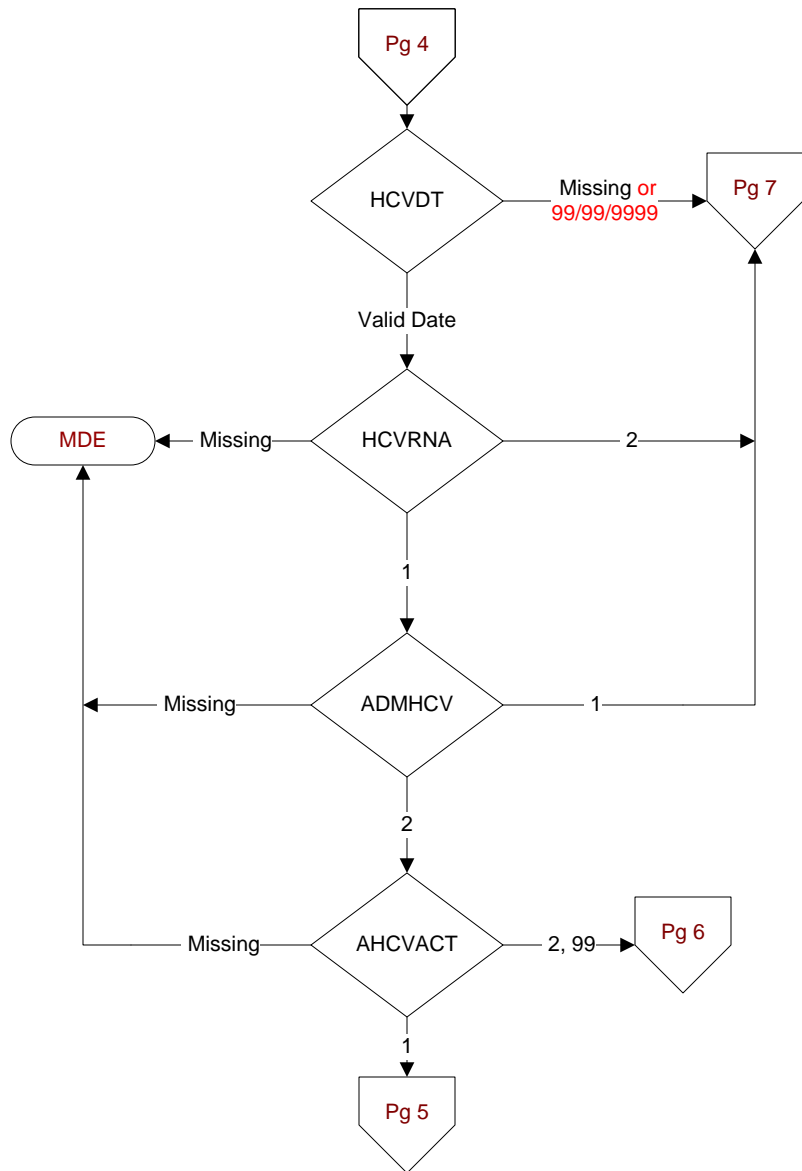 Pg 4
HCVDT
Missing or
99/99/9999
Pg 7
Valid Date
MDE
Missing
HCVRNA
2
1
Missing
ADMHCV
1
2
Missing
AHCVACT
2, 99
Pg 6
1
Pg 5